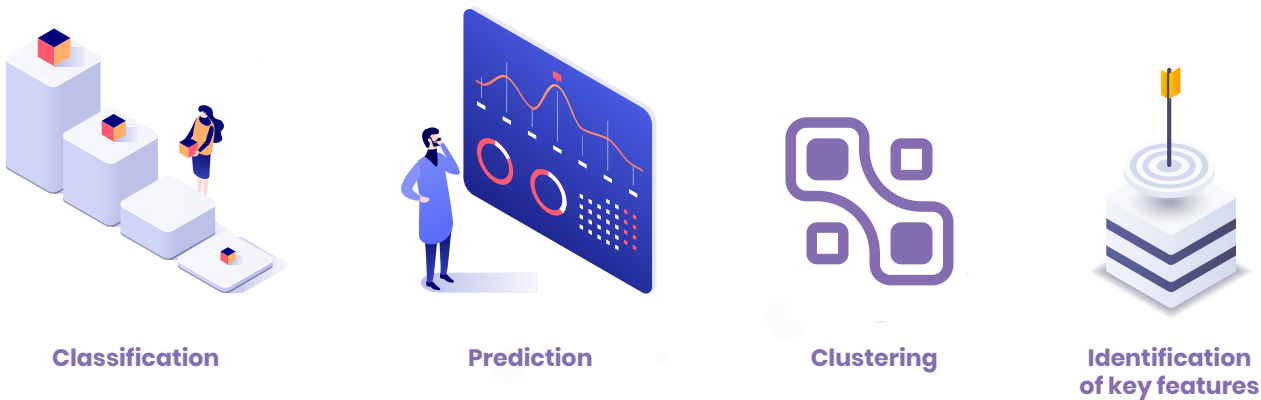 Classification
Prediction
Clustering
Identification
of key features